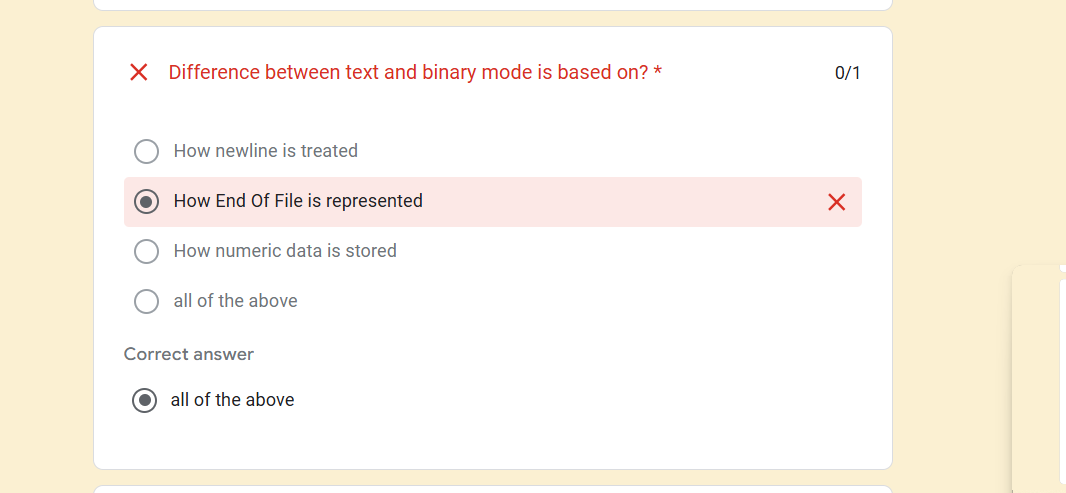 Difference between text and binary mode is based on? *
0/1
How newline is treated
How End Of File is represented
How numeric data is stored
all of the above
Correct answer
all of the above